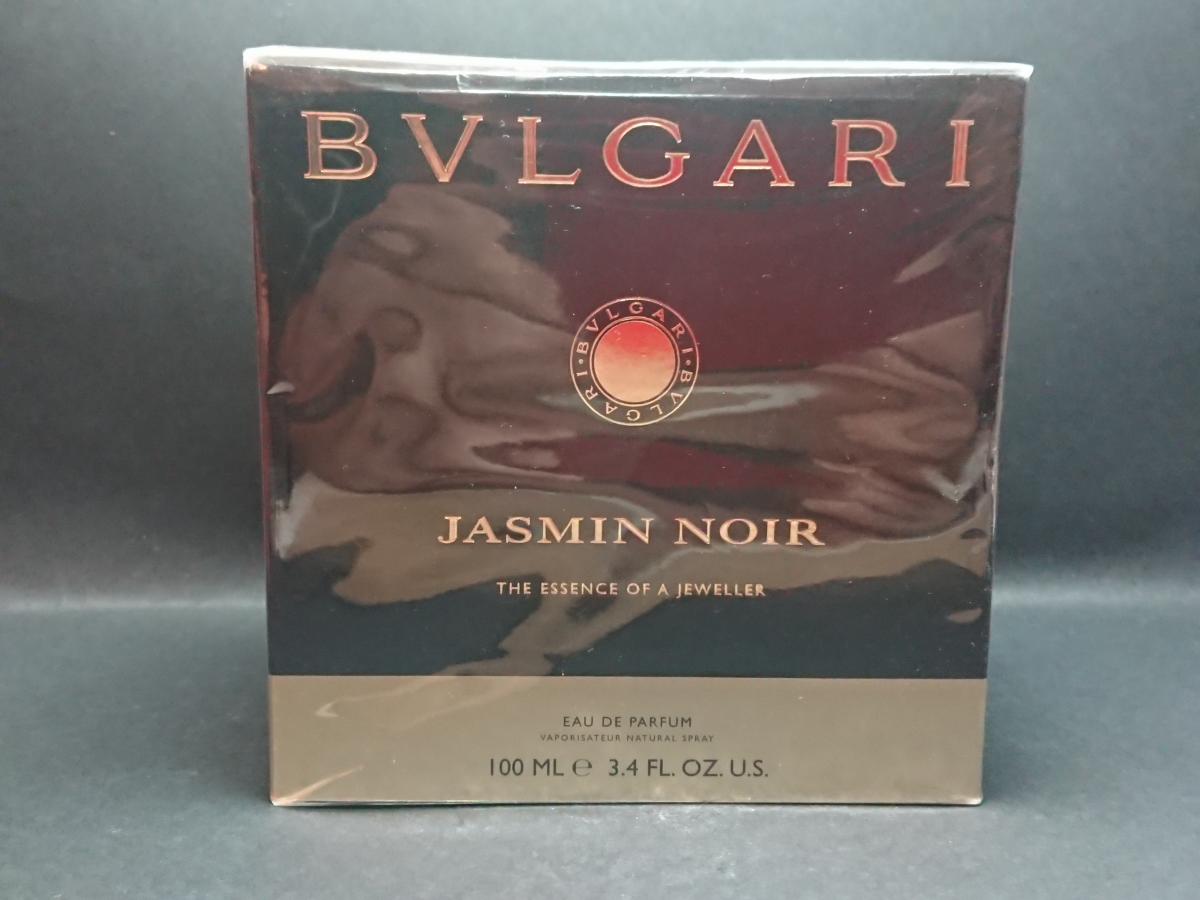 BVLGARI
BVLGARI • BVLGARI •
JASMIN NOIR
THE ESSENCE OF A JEWELLER
EAU DE PARFUM
VAPORISATEUR NATURAL SPRAY
100 ML ℮ 3.4 FL. OZ. U.S.